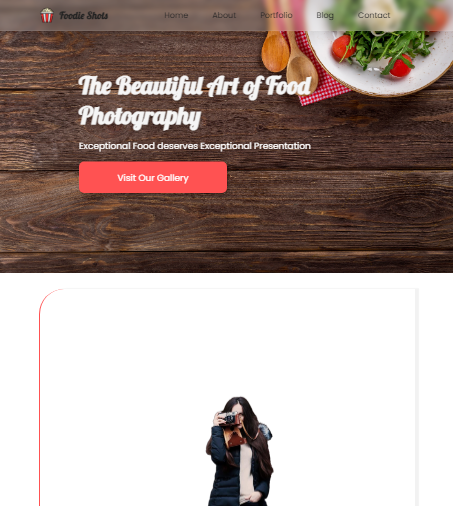 Foodie Shots
Home About Portfolio Blog Contact
The Beautiful Art of Food
Photography
Exceptional Food deserves Exceptional Presentation
Visit Our Gallery